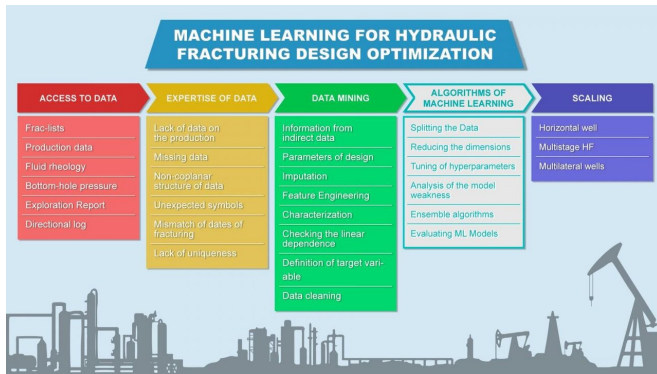 MACHINE LEARNING FOR HYDRAULIC
FRACTURING DESIGN OPTIMIZATION
ACCESS TO DATA
Frac-lists
Production data
Fluid rheology
Bottom-hole pressure
Exploration Report
Directional log
EXPERTISE OF DATA
Lack of data on
the production
Missing data
Non-coplanar
structure of data
Unexpected symbols
Mismatch of dates of
fracturing
Lack of uniqueness
DATA MINING
Information from
indirect data
Parameters of design
Imputation
Feature Engineering
Characterization
Checking the linear
dependence
Definition of target vari-
able
Data cleaning
ALGORITHMS OF
MACHINE LEARNING
Splitting the Data
Reducing the dimensions
Tuning of hyperparameters
Analysis of the model
weakness
Ensemble algorithms
Evaluating ML Models
SCALING
Horizontal well
Multistage HF
Multilateral wells